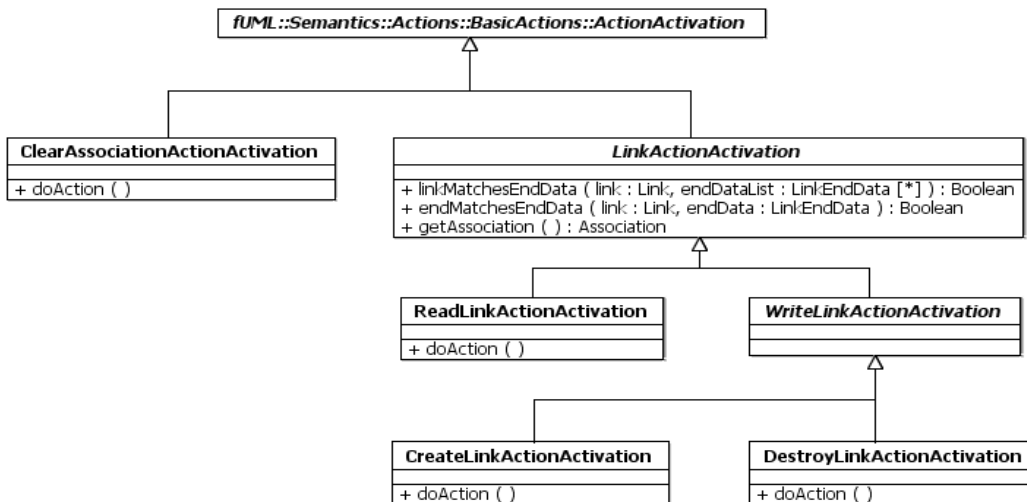 fUML::Semantics::Actions::BasicActions::ActionActivation
ClearAssociationActionActivation
+ doAction ( )
LinkActionActivation
+ linkMatchesEndData ( link : Link, endDataList : LinkEndData [*] ) : Boolean
+ endMatchesEndData ( link : Link, endData : LinkEndData ) : Boolean
+ getAssociation ( ) : Association
ReadLinkActionActivation
+ doAction ( )
WriteLinkActionActivation
CreateLinkActionActivation
+ doAction ( )
DestroyLinkActionActivation
+ doAction ( )